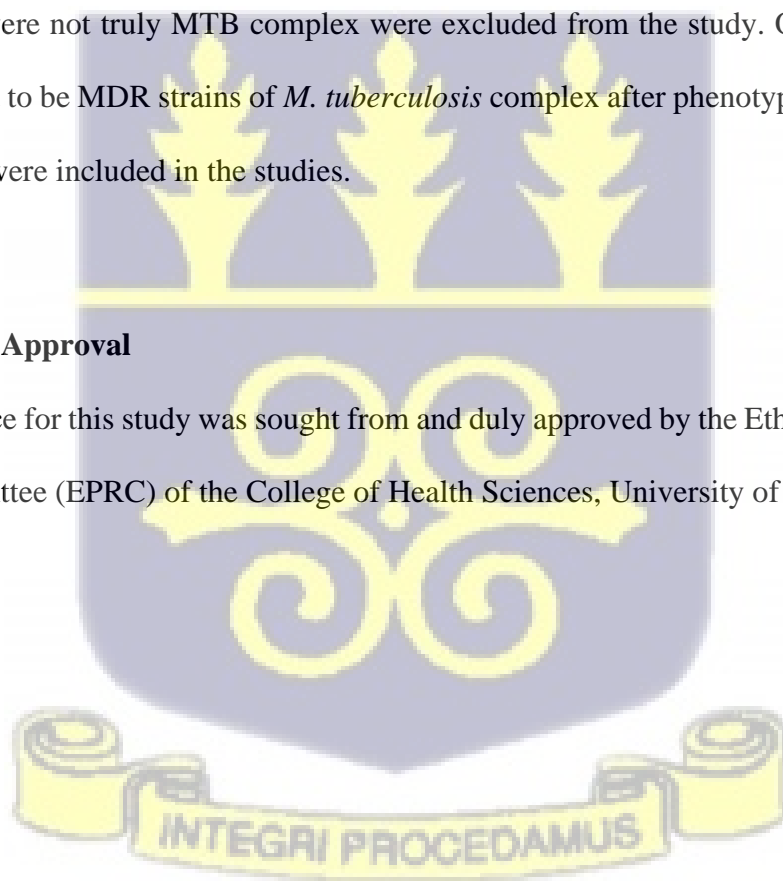 ere not truly MTB complex were excluded from the study.
to be MDR strains of M. tuberculosis complex after phenotyp
were included in the studies.
Approval
ce for this study was sought from and duly approved by the Eth
ttee (EPRC) of the College of Health Sciences, University of
INTEGRI PROCEDAMUS